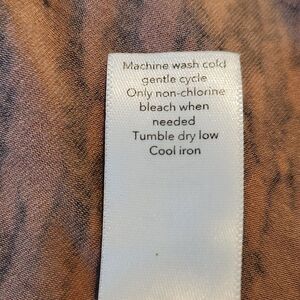 Machine wash cold
gentle cycle
Only non-chlorine
bleach when
needed
Tumble dry low
Cool iron